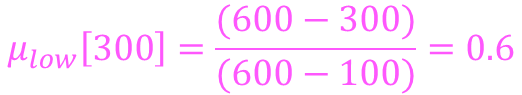 μ_low[300] = (600 − 300) / (600 − 100) = 0.6